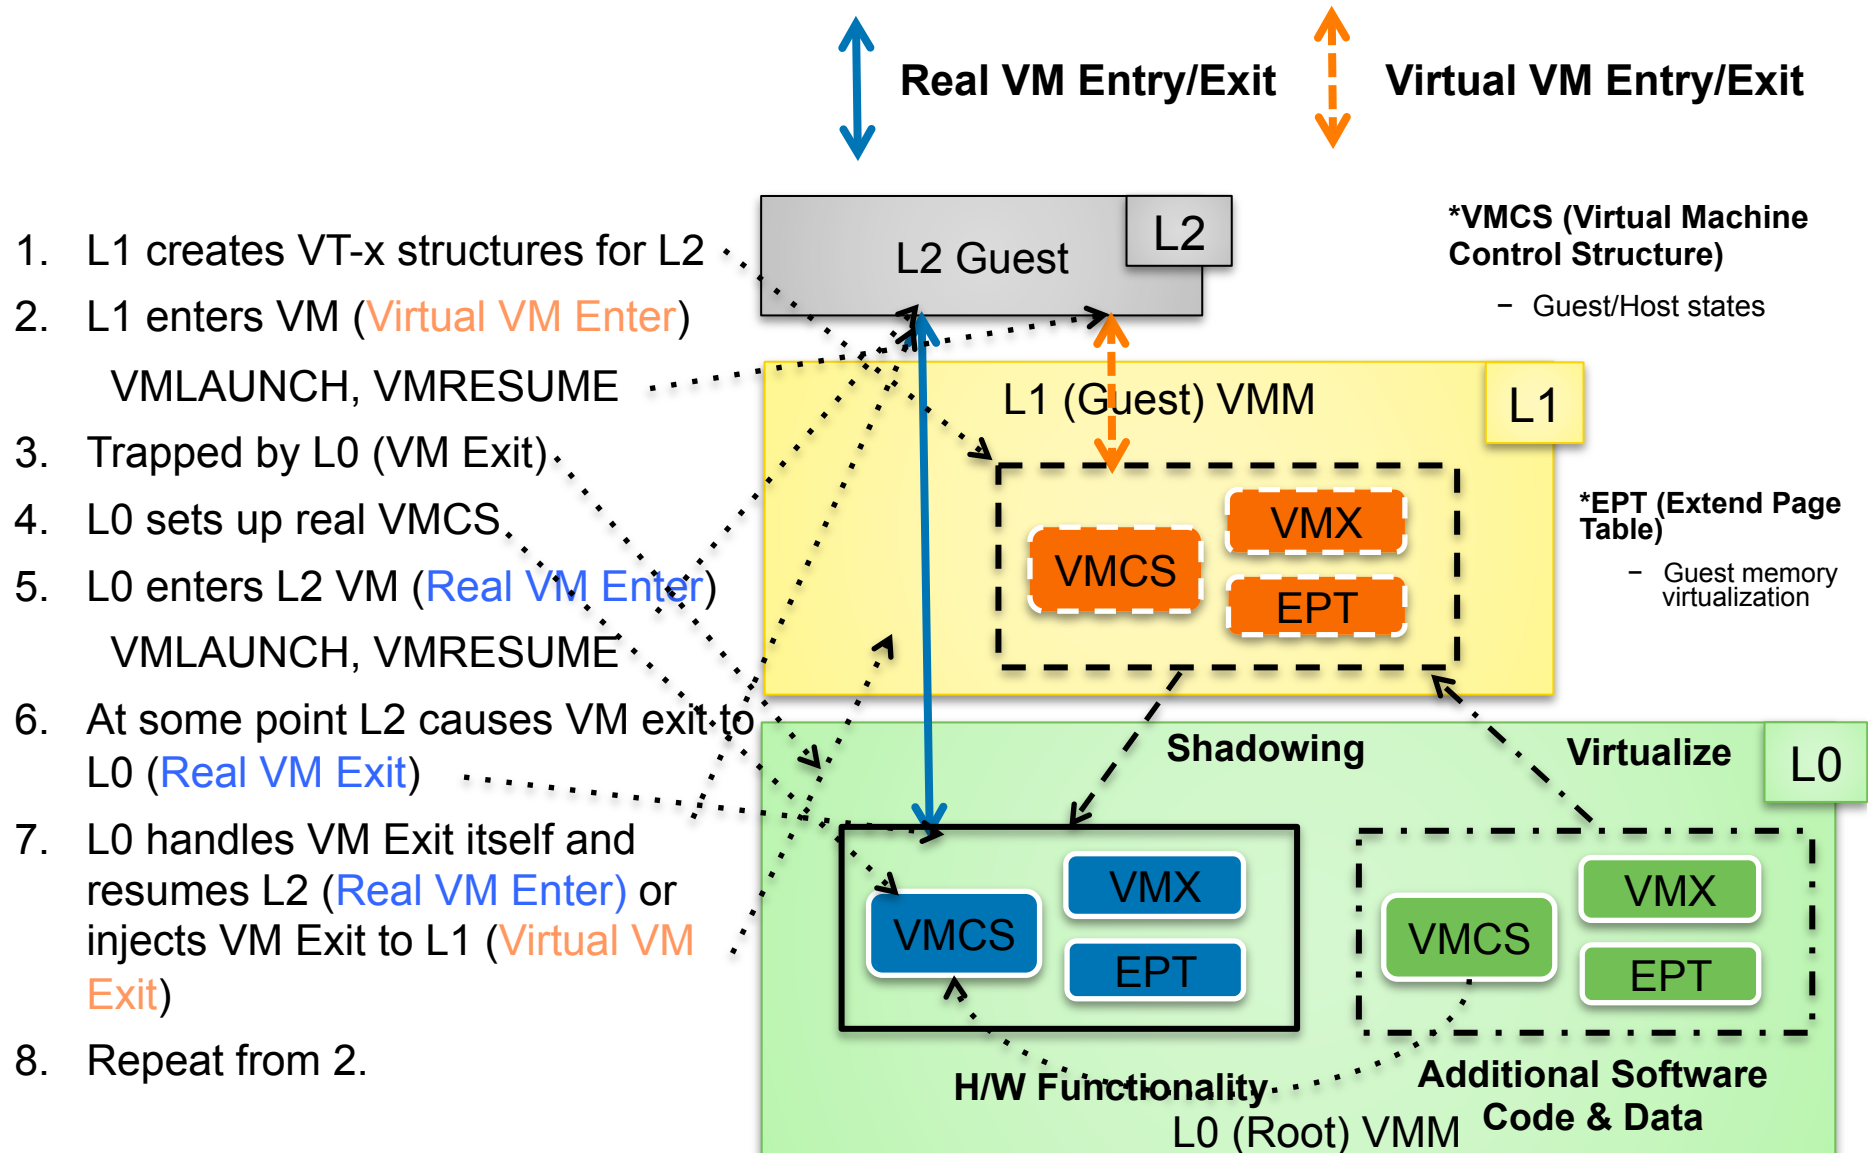 Real VM Entry/Exit
Virtual VM Entry/Exit
1. L1 creates VT-x structures for L2
2. L1 enters VM (Virtual VM Enter)
VMLAUNCH, VMRESUME
3. Trapped by L0 (VM Exit)
4. L0 sets up real VMCS
5. L0 enters L2 VM (Real VM Enter)
VMLAUNCH, VMRESUME
6. At some point L2 causes VM exit to
L0 (Real VM Exit)
7. L0 handles VM Exit itself and
resumes L2 (Real VM Enter) or
injects VM Exit to L1 (Virtual VM
Exit)
8. Repeat from 2.
L2 Guest
L2
*VMCS (Virtual Machine
Control Structure)
− Guest/Host states
L1 (Guest) VMM
L1
VMCS
VMX
EPT
*EPT (Extend Page
Table)
− Guest memory
virtualization
Shadowing
Virtualize
L0
VMCS
VMX
EPT
VMCS
VMX
EPT
H/W Functionality
Additional Software
Code & Data
L0 (Root) VMM